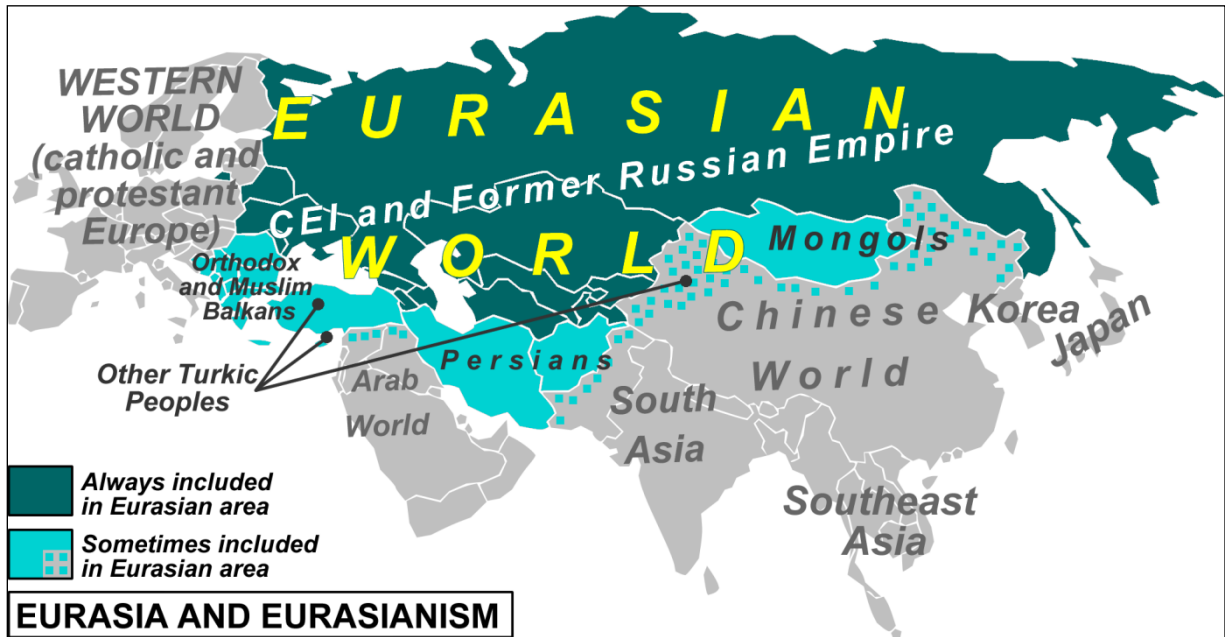 WESTERN
WORLD
(catholic and
protestant
Europe)
EURASIAN
CEI and Former Russian Empire
WORLD
Mongols
Orthodox
and Muslim
Balkans
Chinese
World
Korea
Japan
Persians
Other Turkic
Peoples
Arab
World
South
Asia
Southeast
Asia
Always included
in Eurasian area
Sometimes included
in Eurasian area
EURASIA AND EURASIANISM